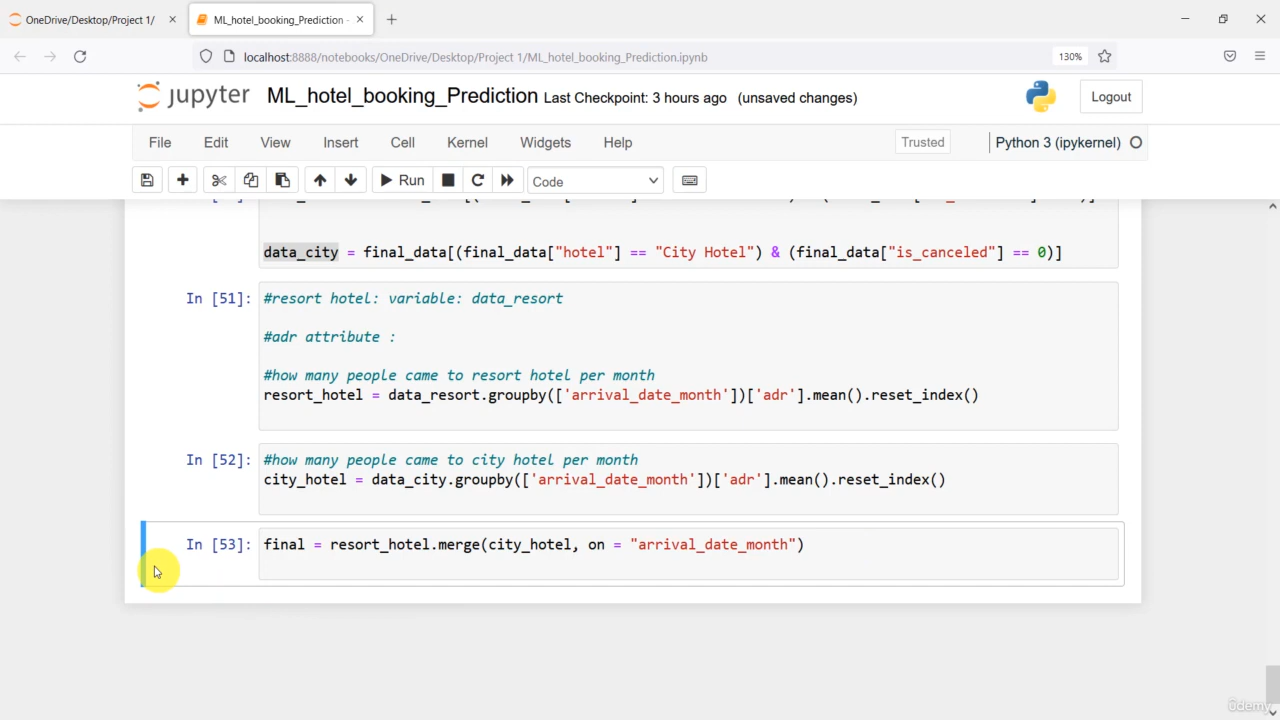 OneDrive/Desktop/Project 1/
ML_hotel_booking_Prediction -
localhost:8888/notebooks/OneDrive/Desktop/Project 1/ML_hotel_booking_Prediction.ipynb
130%
jupyter
ML_hotel_booking_Prediction Last Checkpoint: 3 hours ago (unsaved changes)
Logout
File Edit View Insert Cell Kernel Widgets Help
Trusted
Python 3 (ipykernel)
Run
Code
data_city = final_data[(final_data["hotel"] == "City Hotel") & (final_data["is_canceled"] == 0)]
In [51]: #resort hotel: variable: data_resort
#adr attribute :
#how many people came to resort hotel per month
resort_hotel = data_resort.groupby(['arrival_date_month'])['adr'].mean().reset_index()
In [52]: #how many people came to city hotel per month
city_hotel = data_city.groupby(['arrival_date_month'])['adr'].mean().reset_index()
In [53]: final = resort_hotel.merge(city_hotel, on = "arrival_date_month")
ûdemy